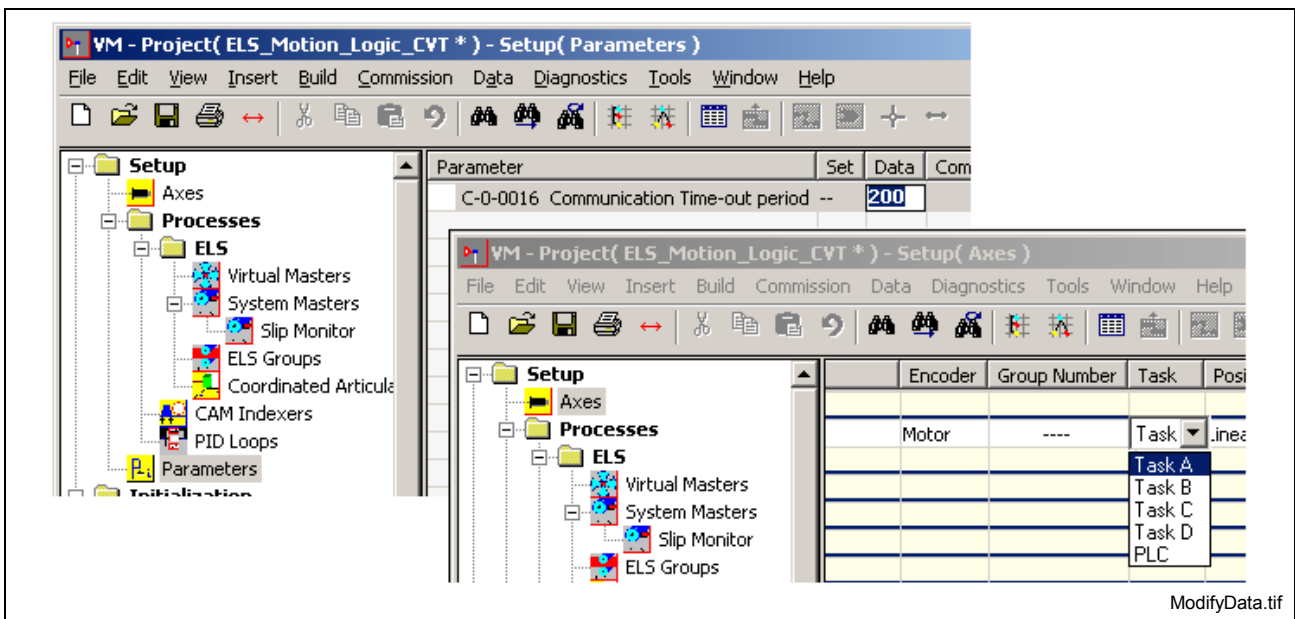 VM - Project( ELS_Motion_Logic_CVT * ) - Setup( Parameters )
File Edit View Insert Build Commission Data Diagnostics Tools Window Help
Setup
Axes
Processes
ELS
Virtual Masters
System Masters
Slip Monitor
ELS Groups
Coordinated Articula
CAM Indexers
PID Loops
Parameters
Initialization
Parameter Set Data Com
C-0-0016 Communication Time-out period -- 200
VM - Project( ELS_Motion_Logic_CVT * ) - Setup( Axes )
File Edit View Insert Build Commission Data Diagnostics Tools Window Help
Setup
Axes
Processes
ELS
Virtual Masters
System Masters
Slip Monitor
ELS Groups
Encoder Group Number Task Posi
Motor ---- Task .inea
Task A
Task B
Task C
Task D
PLC
ModifyData.tif